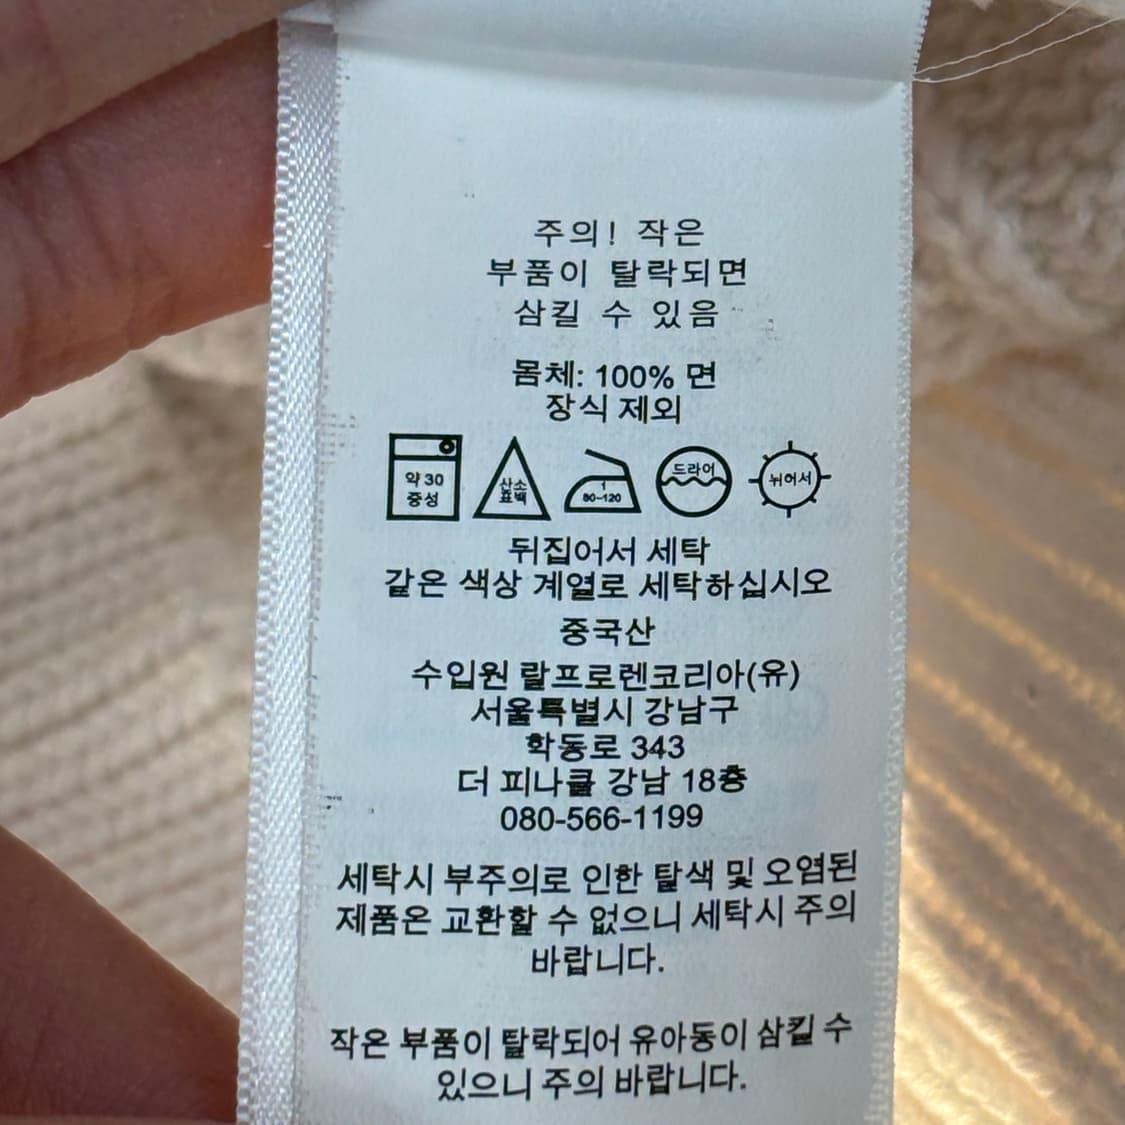 주의! 작은
부품이 탈락되면
삼킬 수 있음
몸체: 100% 면
장식 제외
약 30
중성
산소
표백
1
80-120
드라이
뉘어서
뒤집어서 세탁
같은 색상 계열로 세탁하십시오
중국산
수입원 랄프로렌코리아(유)
서울특별시 강남구
학동로 343
더 피나클 강남 18층
080-566-1199
세탁시 부주의로 인한 탈색 및 오염된
제품은 교환할 수 없으니 세탁시 주의
바랍니다.
작은 부품이 탈락되어 유아동이 삼킬 수
있으니 주의 바랍니다.